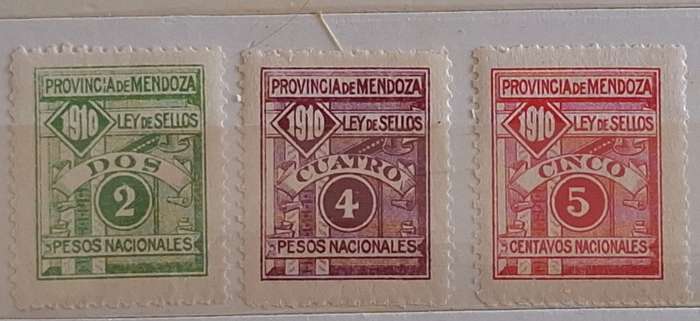 PROVINCIA DE MENDOZA
1910 LEY DE SELLOS
DOS
2
PESOS NACIONALES
PROVINCIA DE MENDOZA
1910 LEY DE SELLOS
CUATRO
4
PESOS NACIONALES
PROVINCIA DE MENDOZA
1910 LEY DE SELLOS
CINCO
5
CENTAVOS NACIONALES